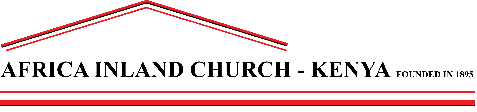 AFRICA INLAND CHURCH - KENYA FOUNDED IN 1895